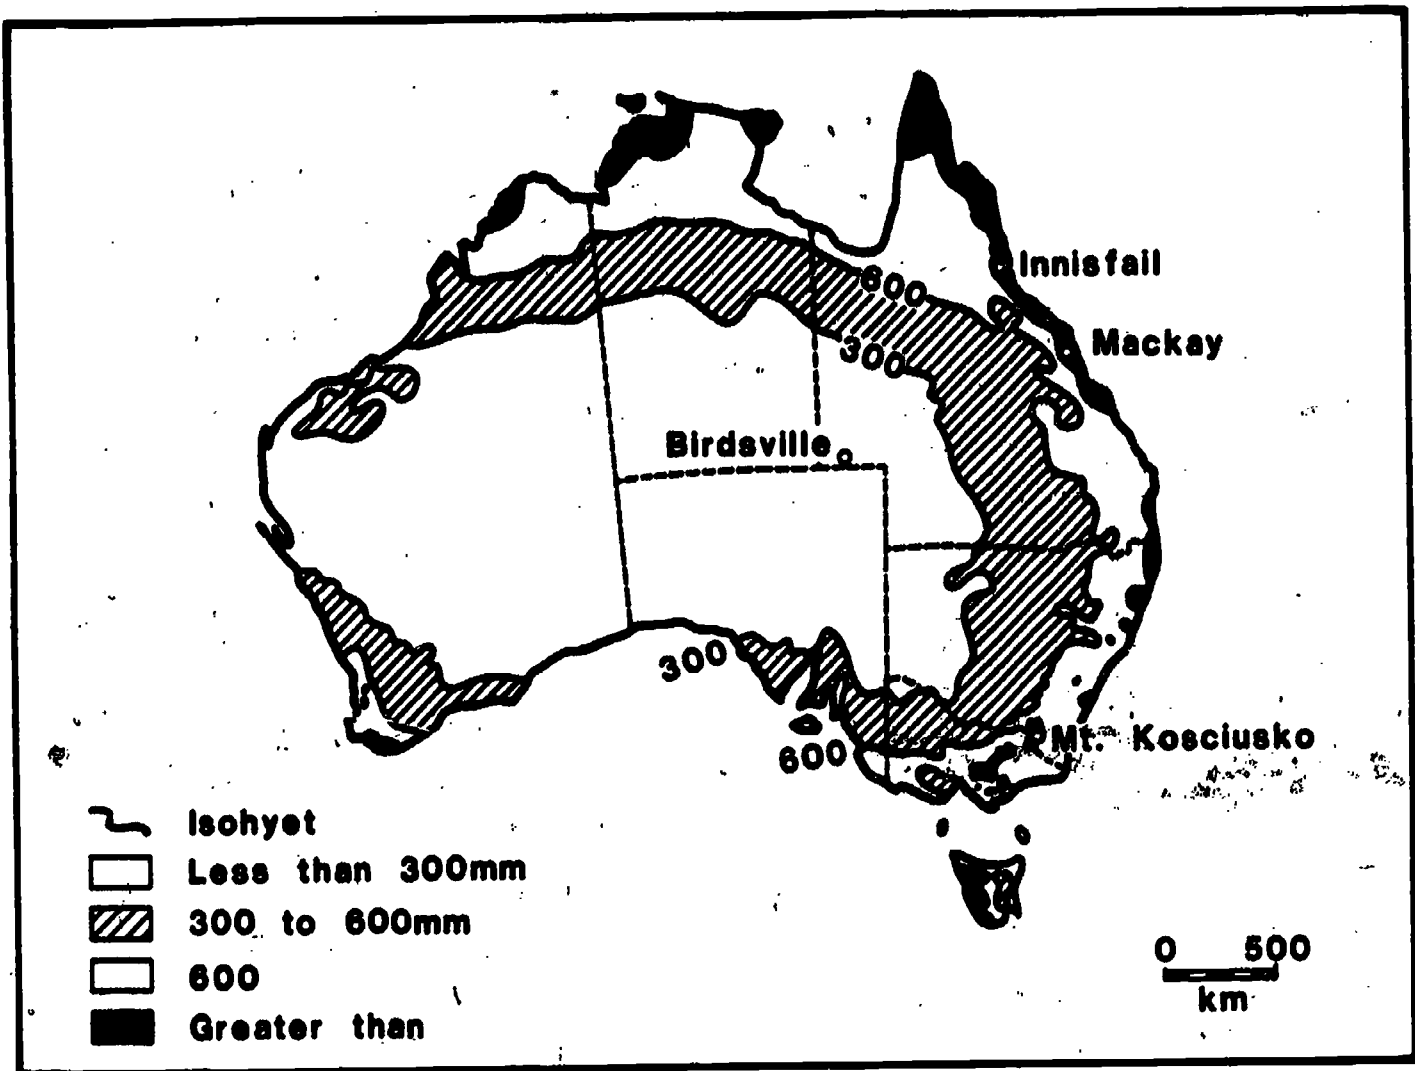 Innisfail
600
Mackay
300
Birdsville
300
Mt. Kosciusko
600
Isohyet
Less than 300mm
300 to 600mm
600
Greater than
0 500
km